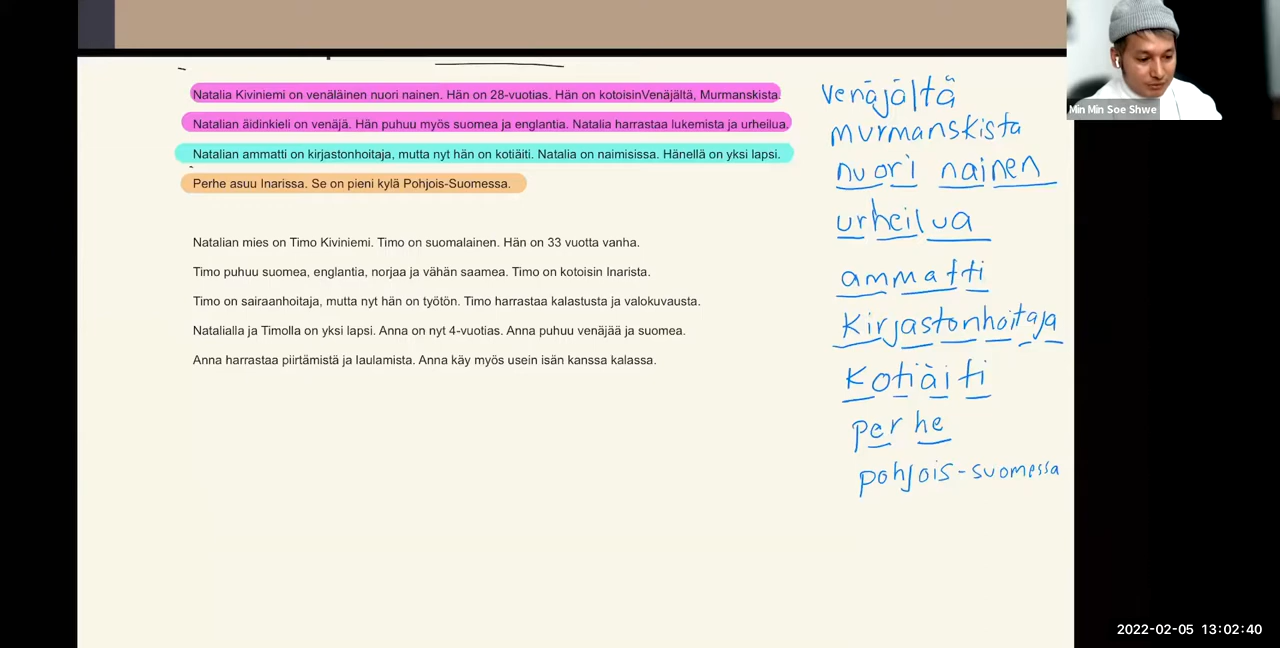 Natalia Kiviniemi on venäläinen nuori nainen. Hän on 28-vuotias. Hän on kotoisinVenäjältä, Murmanskista.
Natalian äidinkieli on venäjä. Hän puhuu myös suomea ja englantia. Natalia harrastaa lukemista ja urheilua.
Natalian ammatti on kirjastonhoitaja, mutta nyt hän on kotiäiti. Natalia on naimisissa. Hänellä on yksi lapsi.
Perhe asuu Inarissa. Se on pieni kylä Pohjois-Suomessa.
Natalian mies on Timo Kiviniemi. Timo on suomalainen. Hän on 33 vuotta vanha.
Timo puhuu suomea, englantia, norjaa ja vähän saamea. Timo on kotoisin Inarista.
Timo on sairaanhoitaja, mutta nyt hän on työtön. Timo harrastaa kalastusta ja valokuvausta.
Natalialla ja Timolla on yksi lapsi. Anna on nyt 4-vuotias. Anna puhuu venäjää ja suomea.
Anna harrastaa piirtämistä ja laulamista. Anna käy myös usein isän kanssa kalassa.
venäjältä
murmanskista
nuori nainen
urheilua
ammatti
Kirjastonhoitaja
Kotiäiti
perhe
pohjois-suomessa
Min Min Soe Shwe
2022-02-05 13:02:40